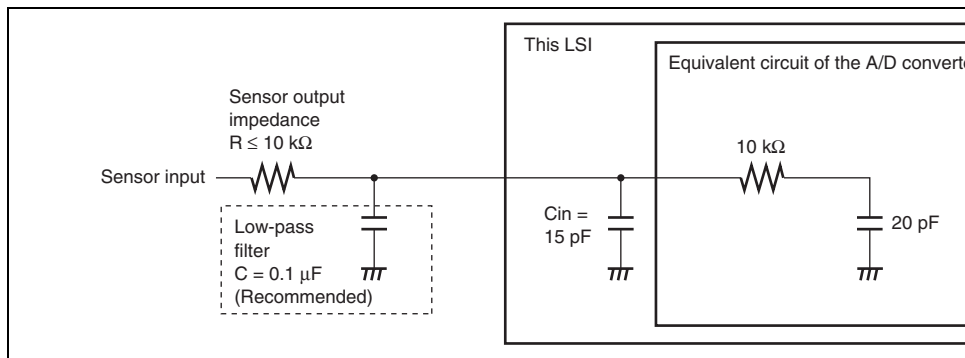 This LSI
Equivalent circuit of the A/D converte
Sensor output
impedance
R ≤ 10 kΩ
10 kΩ
Sensor input
Low-pass
filter
C = 0.1 μF
(Recommended)
Cin =
15 pF
20 pF